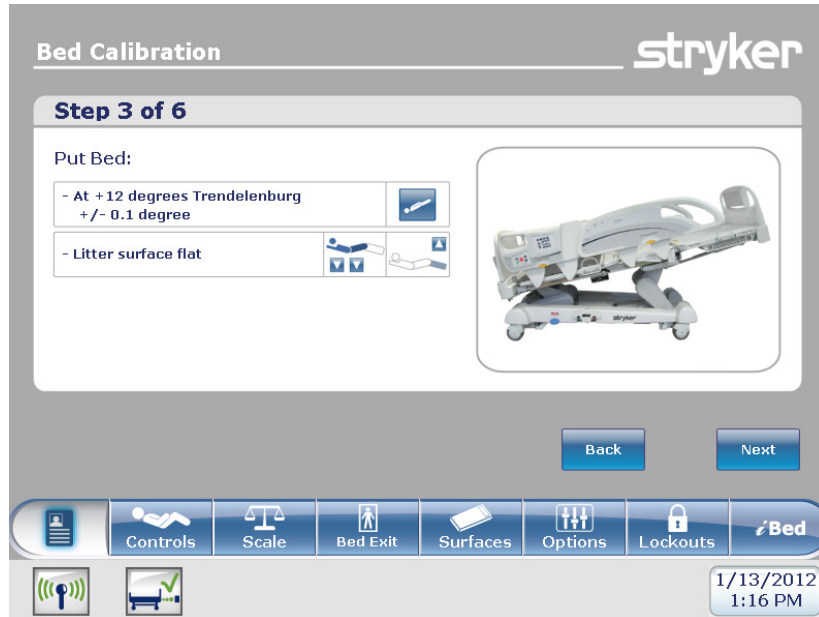 Bed Calibration
stryker
Step 3 of 6
Put Bed:
- At +12 degrees Trendelenburg
+/- 0.1 degree
- Litter surface flat
stryker
Back
Next
Controls
Scale
Bed Exit
Surfaces
Options
Lockouts
iBed
1/13/2012
1:16 PM